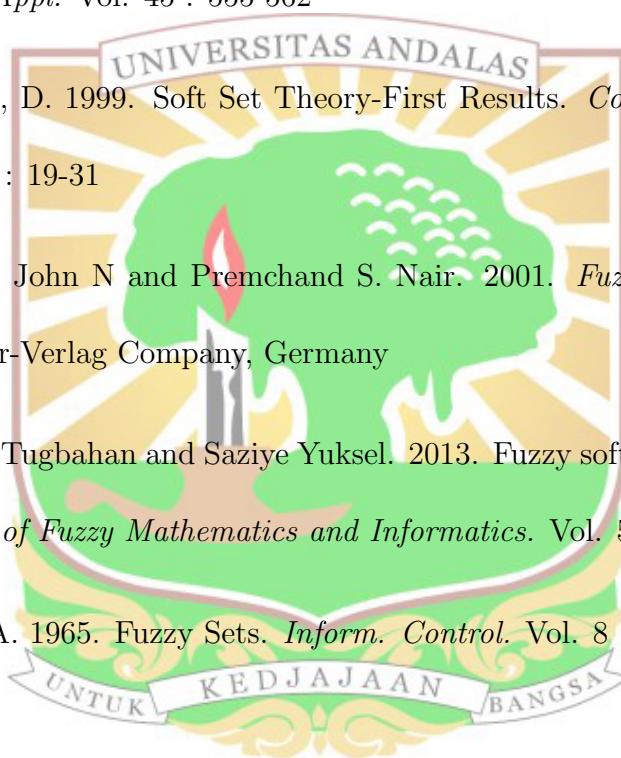 Appl. Vol. 45 : 555-562
UNIVERSITAS ANDALAS
, D. 1999. Soft Set Theory-First Results. Co
: 19-31
John N and Premchand S. Nair. 2001. Fuz
r-Verlag Company, Germany
Tugbahan and Saziye Yuksel. 2013. Fuzzy soft
of Fuzzy Mathematics and Informatics. Vol. 5
A. 1965. Fuzzy Sets. Inform. Control. Vol. 8
UNTUK KEDJAJAAN BANGSA